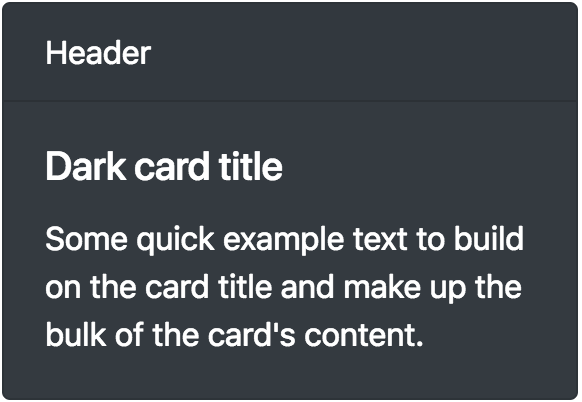 Header
Dark card title
Some quick example text to build
on the card title and make up the
bulk of the card's content.